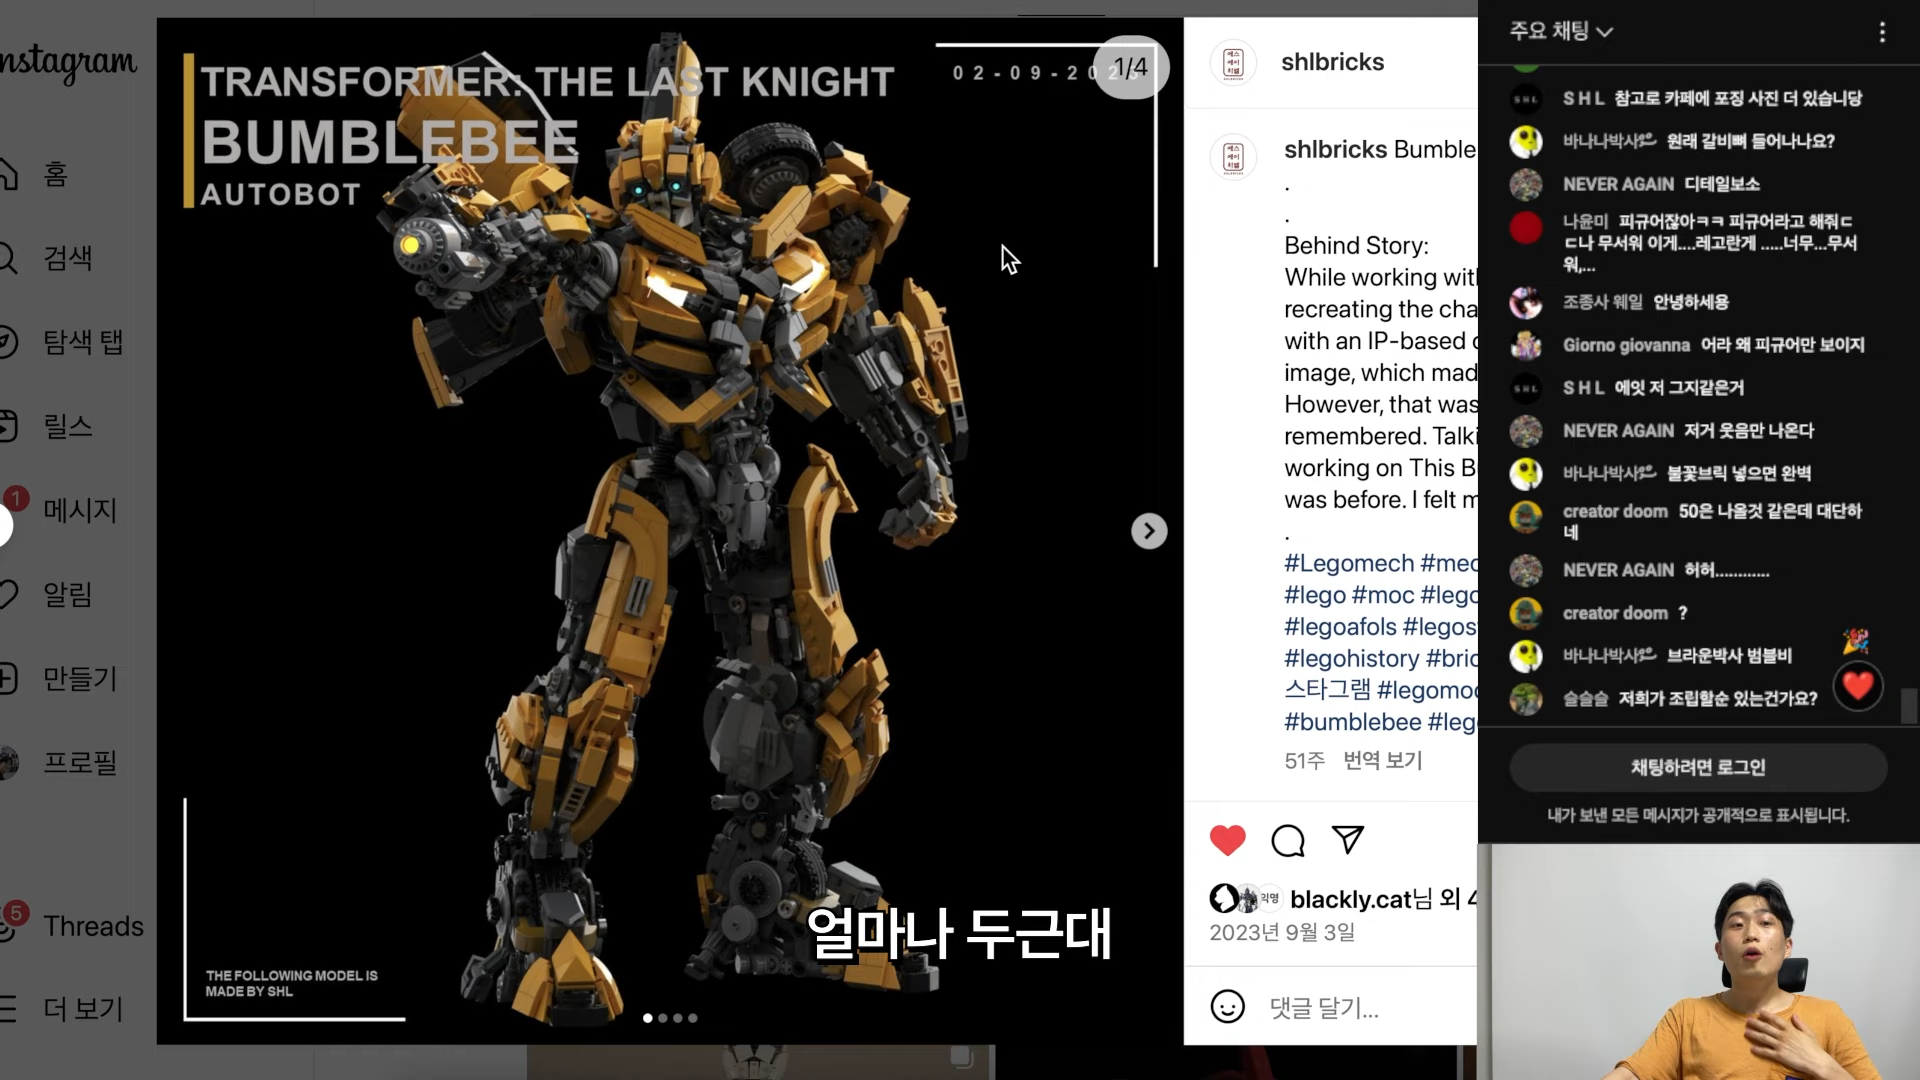 nstagram
홈
검색
탐색 탭
릴스
1
메시지
알림
만들기
프로필
5
Threads
더 보기
TRANSFORMER: THE LAST KNIGHT
BUMBLEBEE
AUTOBOT
02-09-20
1/4
THE FOLLOWING MODEL IS
MADE BY SHL
얼마나 두근대
shlbricks
shlbricks Bumble
.
.
Behind Story:
While working wit
recreating the cha
with an IP-based
image, which mad
However, that was
remembered. Talki
working on This B
was before. I felt m
.
#Legomech #mec
#lego #moc #lego
#legoafols #legos
#legohistory #bric
스타그램 #legomo
#bumblebee #leg
51주 번역 보기
blackly.cat님 외 4
2023년 9월 3일
댓글 달기...
주요 채팅
S H L 참고로 카페에 포징 사진 더 있습니당
바나나박사 원래 갈비뼈 들어나나요?
NEVER AGAIN 디테일보소
나윤미 피규어잖아ㅋㅋ 피규어라고 해줘ㄷ
ㄷ나 무서워 이게....레고란게 .....너무...무서
워,...
조종사 웨일 안녕하세용
Giorno giovanna 어라 왜 피규어만 보이지
S H L 에잇 저 그지같은거
NEVER AGAIN 저거 웃음만 나온다
바나나박사 불꽃브릭 넣으면 완벽
creator doom 50은 나올것 같은데 대단하
네
NEVER AGAIN 허허............
creator doom ?
바나나박사 브라운박사 범블비
슬슬슬 저희가 조립할순 있는건가요?
채팅하려면 로그인
내가 보낸 모든 메시지가 공개적으로 표시됩니다.